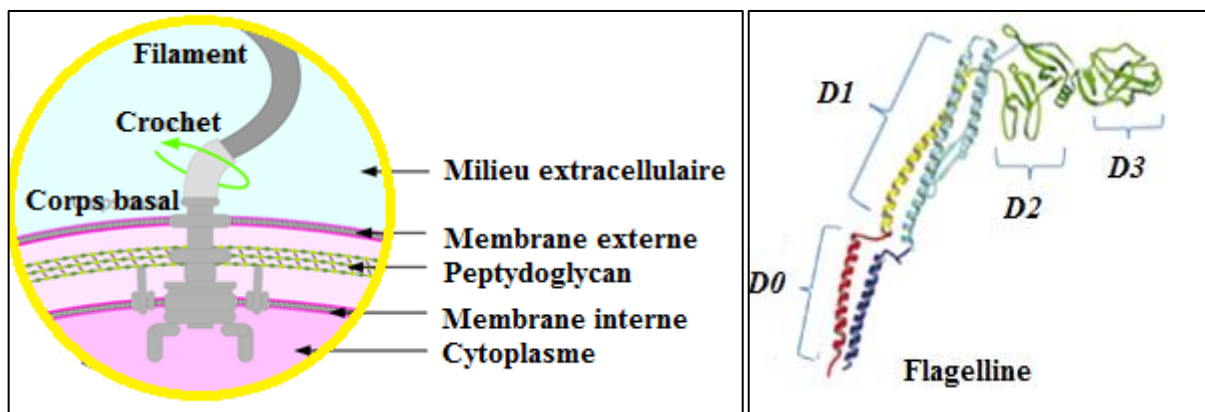 Filament
Crochet
Corps basal
Milieu extracellulaire
Membrane externe
Peptydoglycan
Membrane interne
Cytoplasme
D1
D2
D3
D0
Flagelline